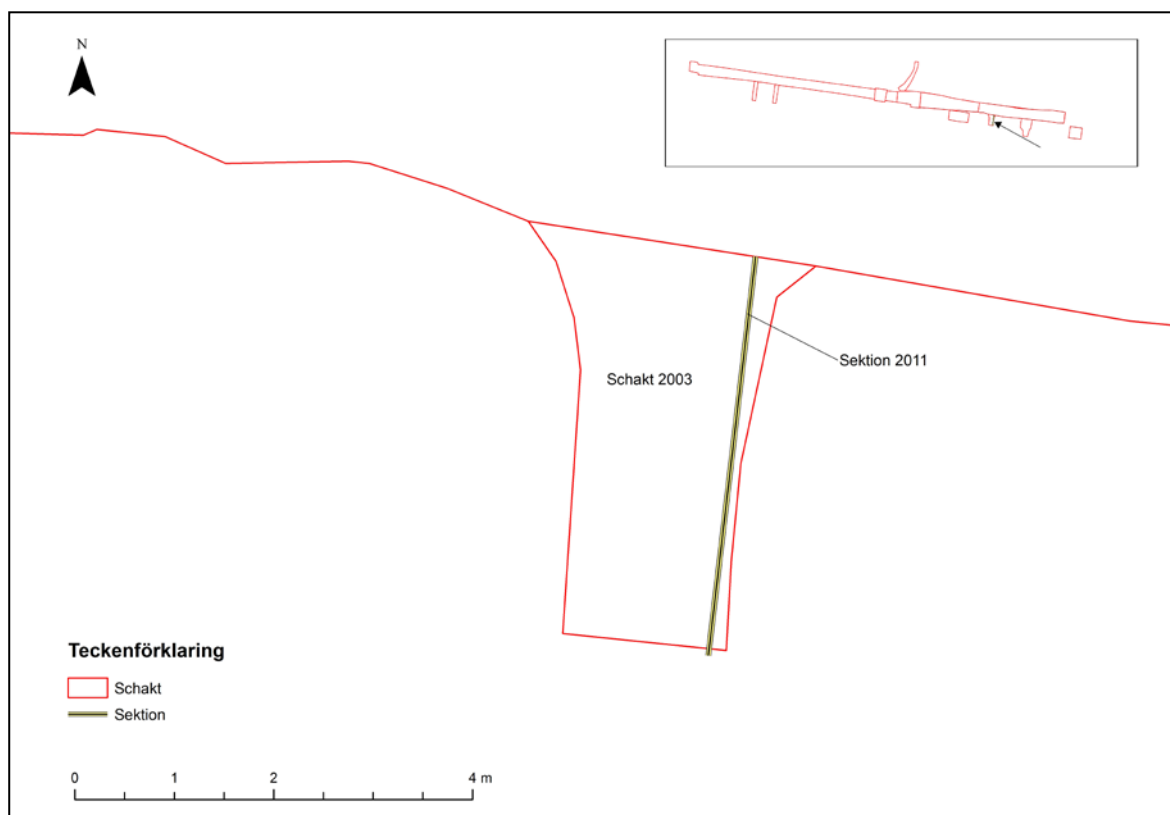 N
Sektion 2011
Schakt 2003
Teckenförklaring
Schakt
Sektion
0 1 2 4 m